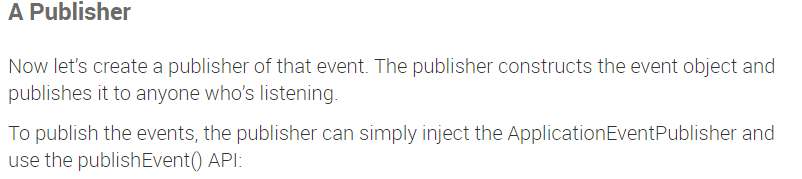 A Publisher
Now let's create a publisher of that event. The publisher constructs the event object and
publishes it to anyone who's listening.
To publish the events, the publisher can simply inject the ApplicationEventPublisher and
use the publishEvent() API: